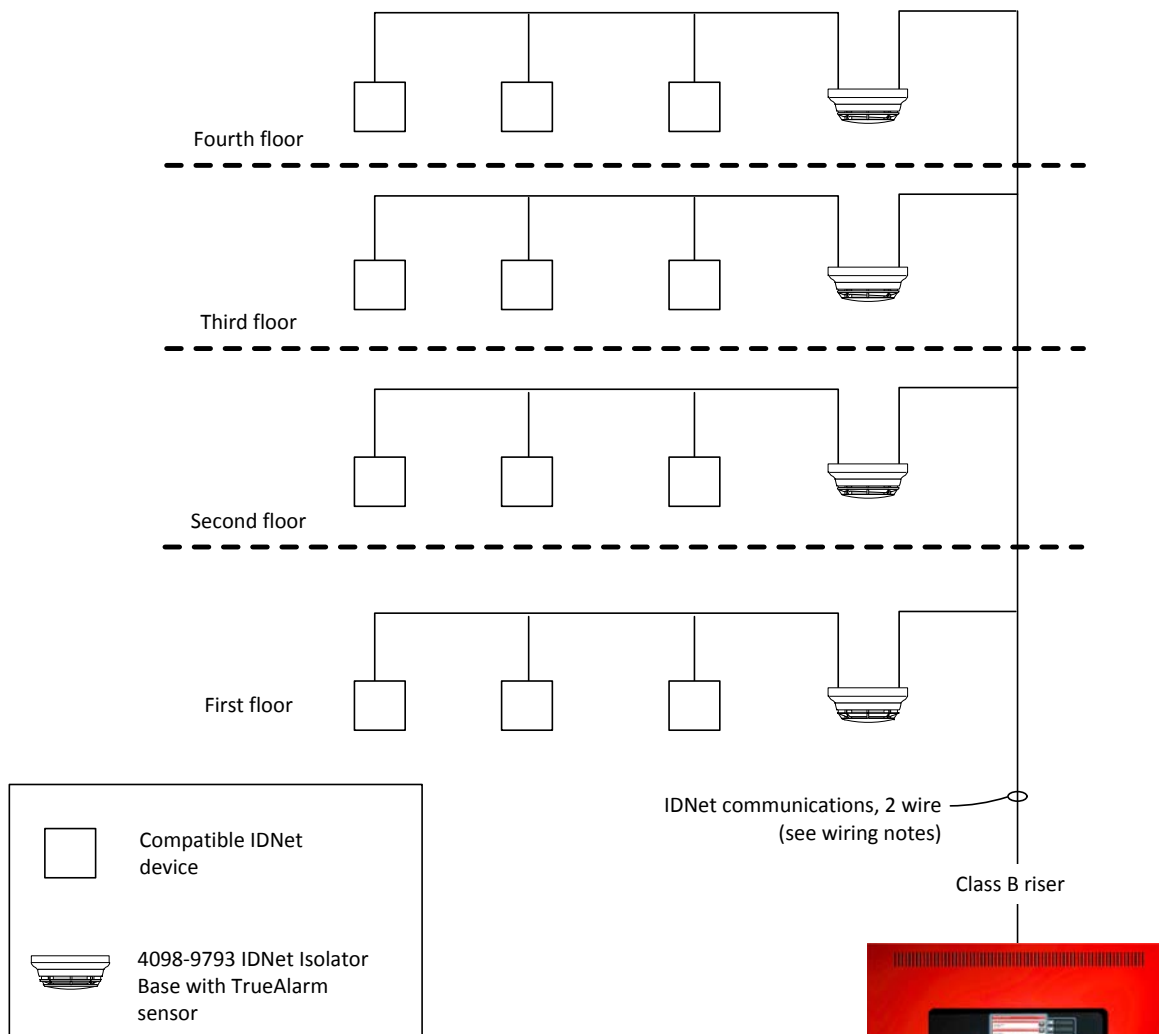 Fourth floor
Third floor
Second floor
First floor
IDNet communications, 2 wire
(see wiring notes)
Class B riser
Compatible IDNet
device
4098-9793 IDNet Isolator
Base with TrueAlarm
sensor